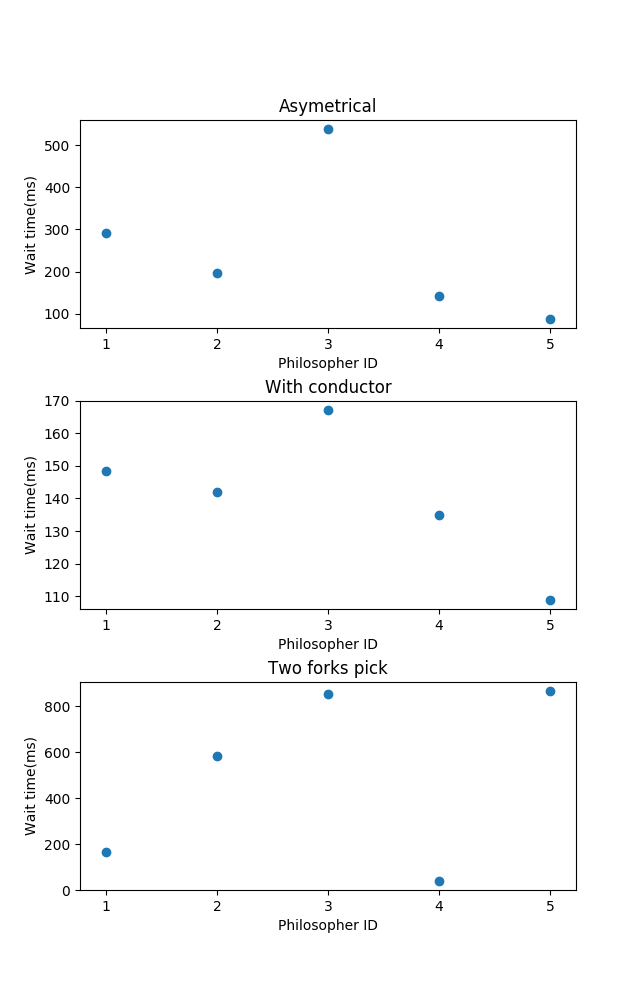 Asymetrical
500
400
300
200
100
Wait time(ms)
1 2 3 4 5
Philosopher ID
With conductor
170
160
150
140
130
120
110
Wait time(ms)
1 2 3 4 5
Philosopher ID
Two forks pick
800
600
400
200
0
Wait time(ms)
1 2 3 4 5
Philosopher ID